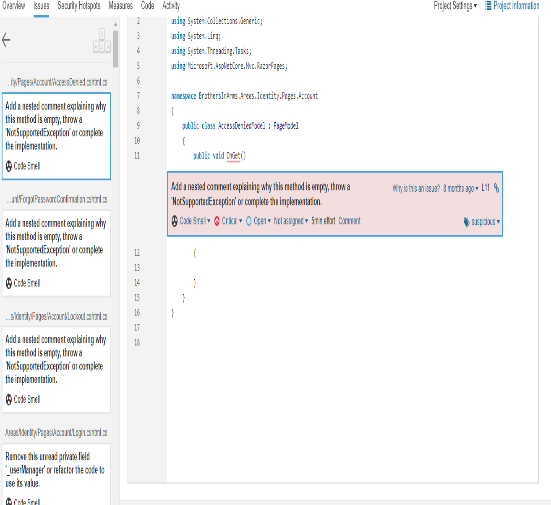 Overview Issues Security Hotspots Measures Code Activity Project Settings Project Information
...ity/Pages/Account/AccessDenied.cshtml.cs
Add a nested comment explaining why
this method is empty, throw a
'NotSupportedException' or complete
the implementation.
Code Smell
...unt/ForgotPasswordConfirmation.cshtml.cs
Add a nested comment explaining why
this method is empty, throw a
'NotSupportedException' or complete
the implementation.
Code Smell
...s/Identity/Pages/Account/Lockout.cshtml.cs
Add a nested comment explaining why
this method is empty, throw a
'NotSupportedException' or complete
the implementation.
Code Smell
Areas/Identity/Pages/Account/Login.cshtml.cs
Remove this unread private field
'_userManager' or refactor the code to
use its value.
Code Smell
2 using System.Collections.Generic;
3 using System.Linq;
4 using System.Threading.Tasks;
5 using Microsoft.AspNetCore.Mvc.RazorPages;
6
7 namespace BrothersInArms.Areas.Identity.Pages.Account
8 {
9 public class AccessDeniedModel : PageModel
10 {
11 public void OnGet()
Add a nested comment explaining why this method is empty, throw a Why is this an issue? 8 months ago L11
'NotSupportedException' or complete the implementation.
Code Smell Critical Open Not assigned 5min effort Comment suspicious
12 {
13
14 }
15 }
16 }
17
18